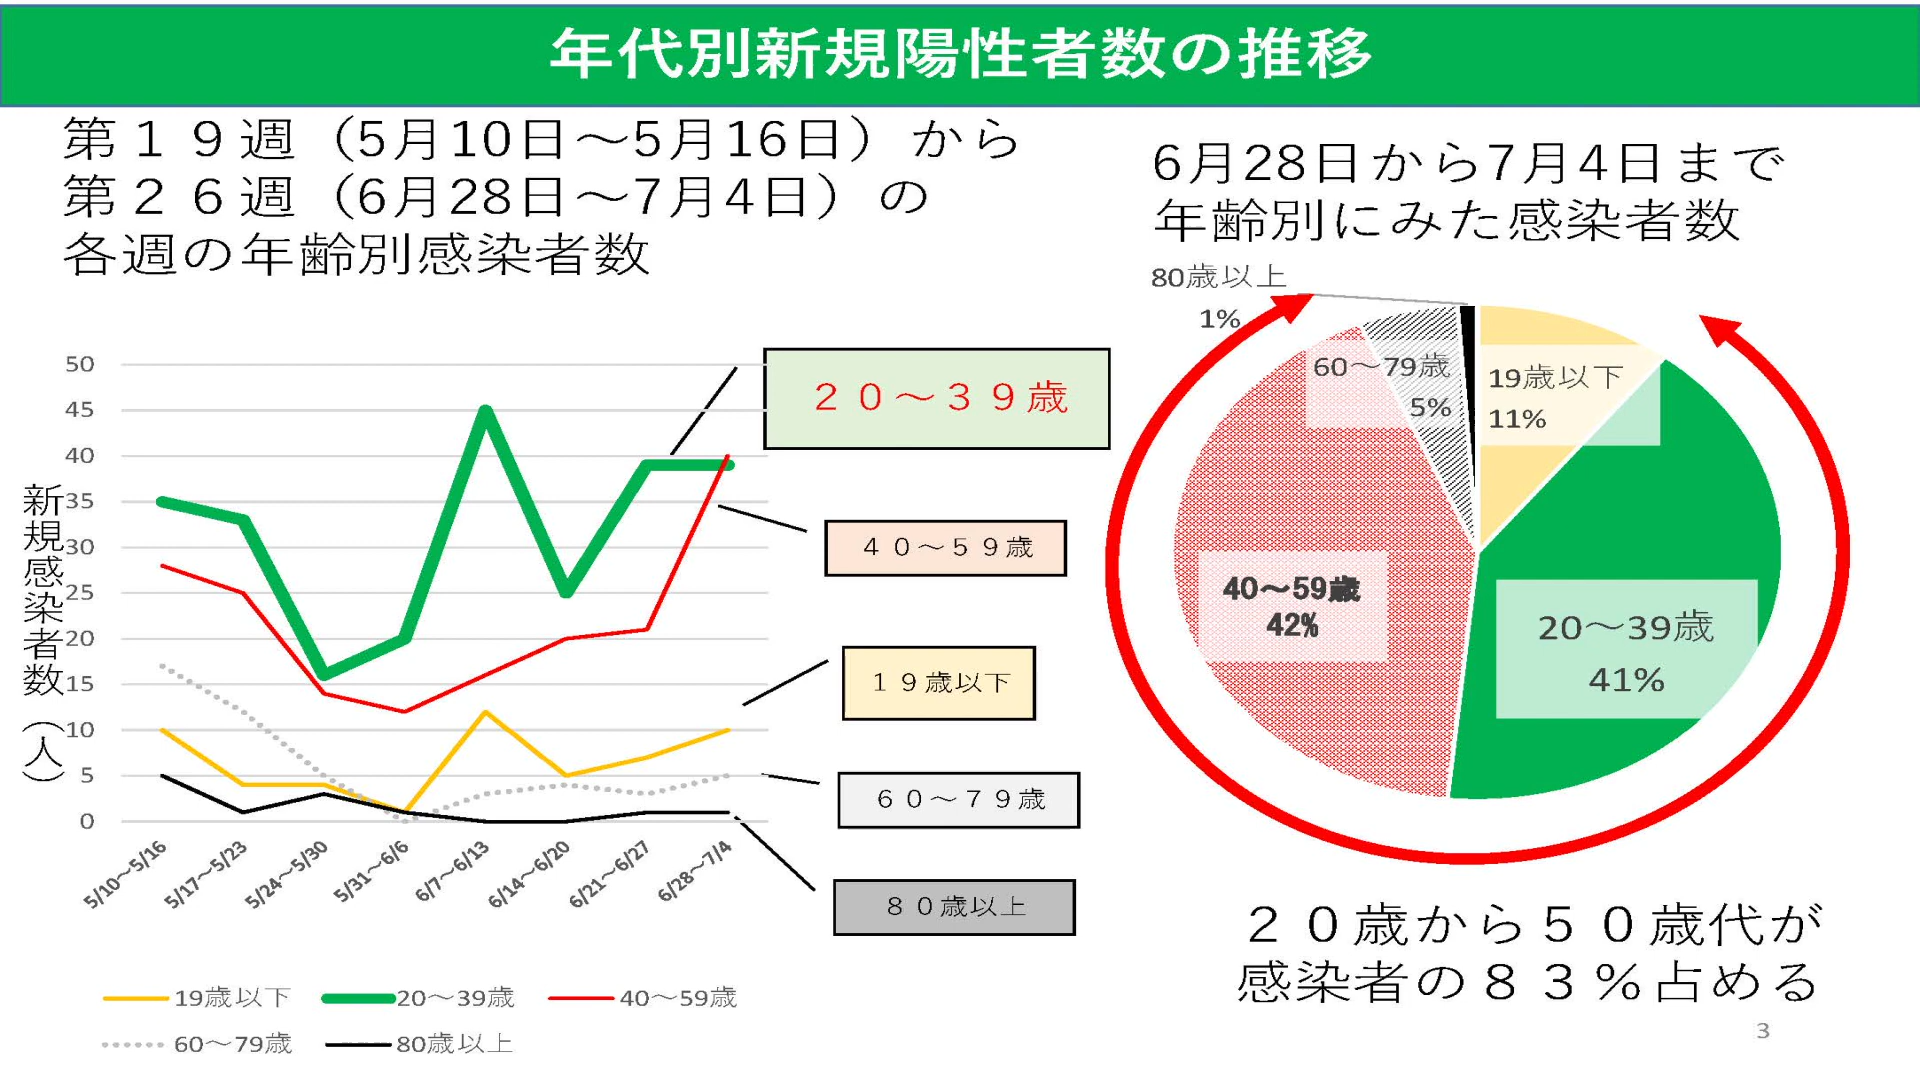 年代別新規陽性者数の推移
第１９週（5月10日～5月16日）から
第２６週（6月28日～7月4日）の
各週の年齢別感染者数
6月28日から7月4日まで
年齢別にみた感染者数
新規感染者数（人）
50
45
40
35
30
25
20
15
10
5
0
5/10～5/16
5/17～5/23
5/24～5/30
5/31～6/6
6/7～6/13
6/14～6/20
6/21～6/27
6/28～7/4
２０～３９歳
４０～５９歳
１９歳以下
６０～７９歳
８０歳以上
19歳以下
20～39歳
40～59歳
60～79歳
80歳以上
80歳以上
1%
60～79歳
5%
19歳以下
11%
40～59歳
42%
20～39歳
41%
２０歳から５０歳代が
感染者の８３％占める
3